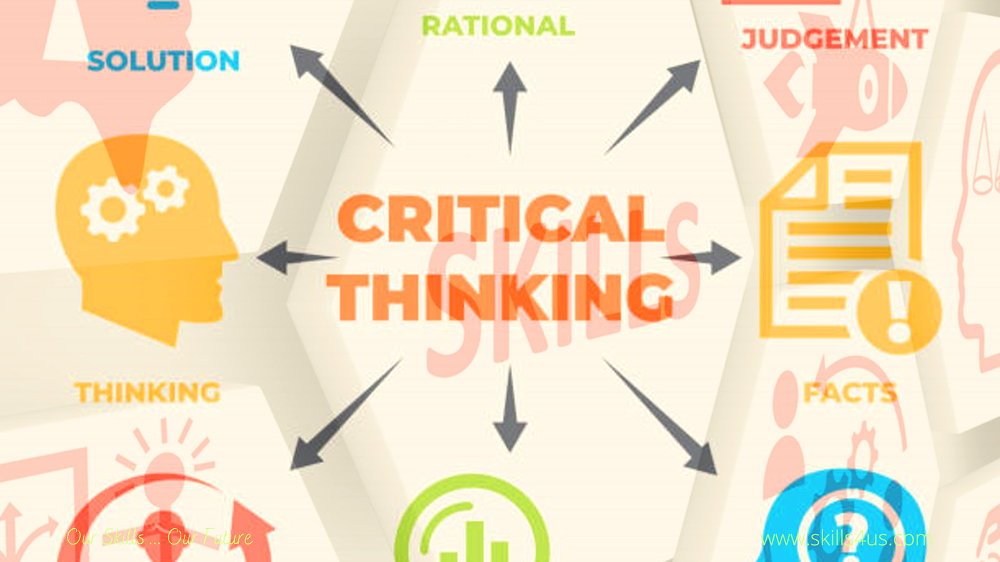 RATIONAL
JUDGEMENT
SOLUTION
CRITICAL
THINKING
SKILLS
THINKING
FACTS
?
Our Skills ... Our Future
www.skills4us.com